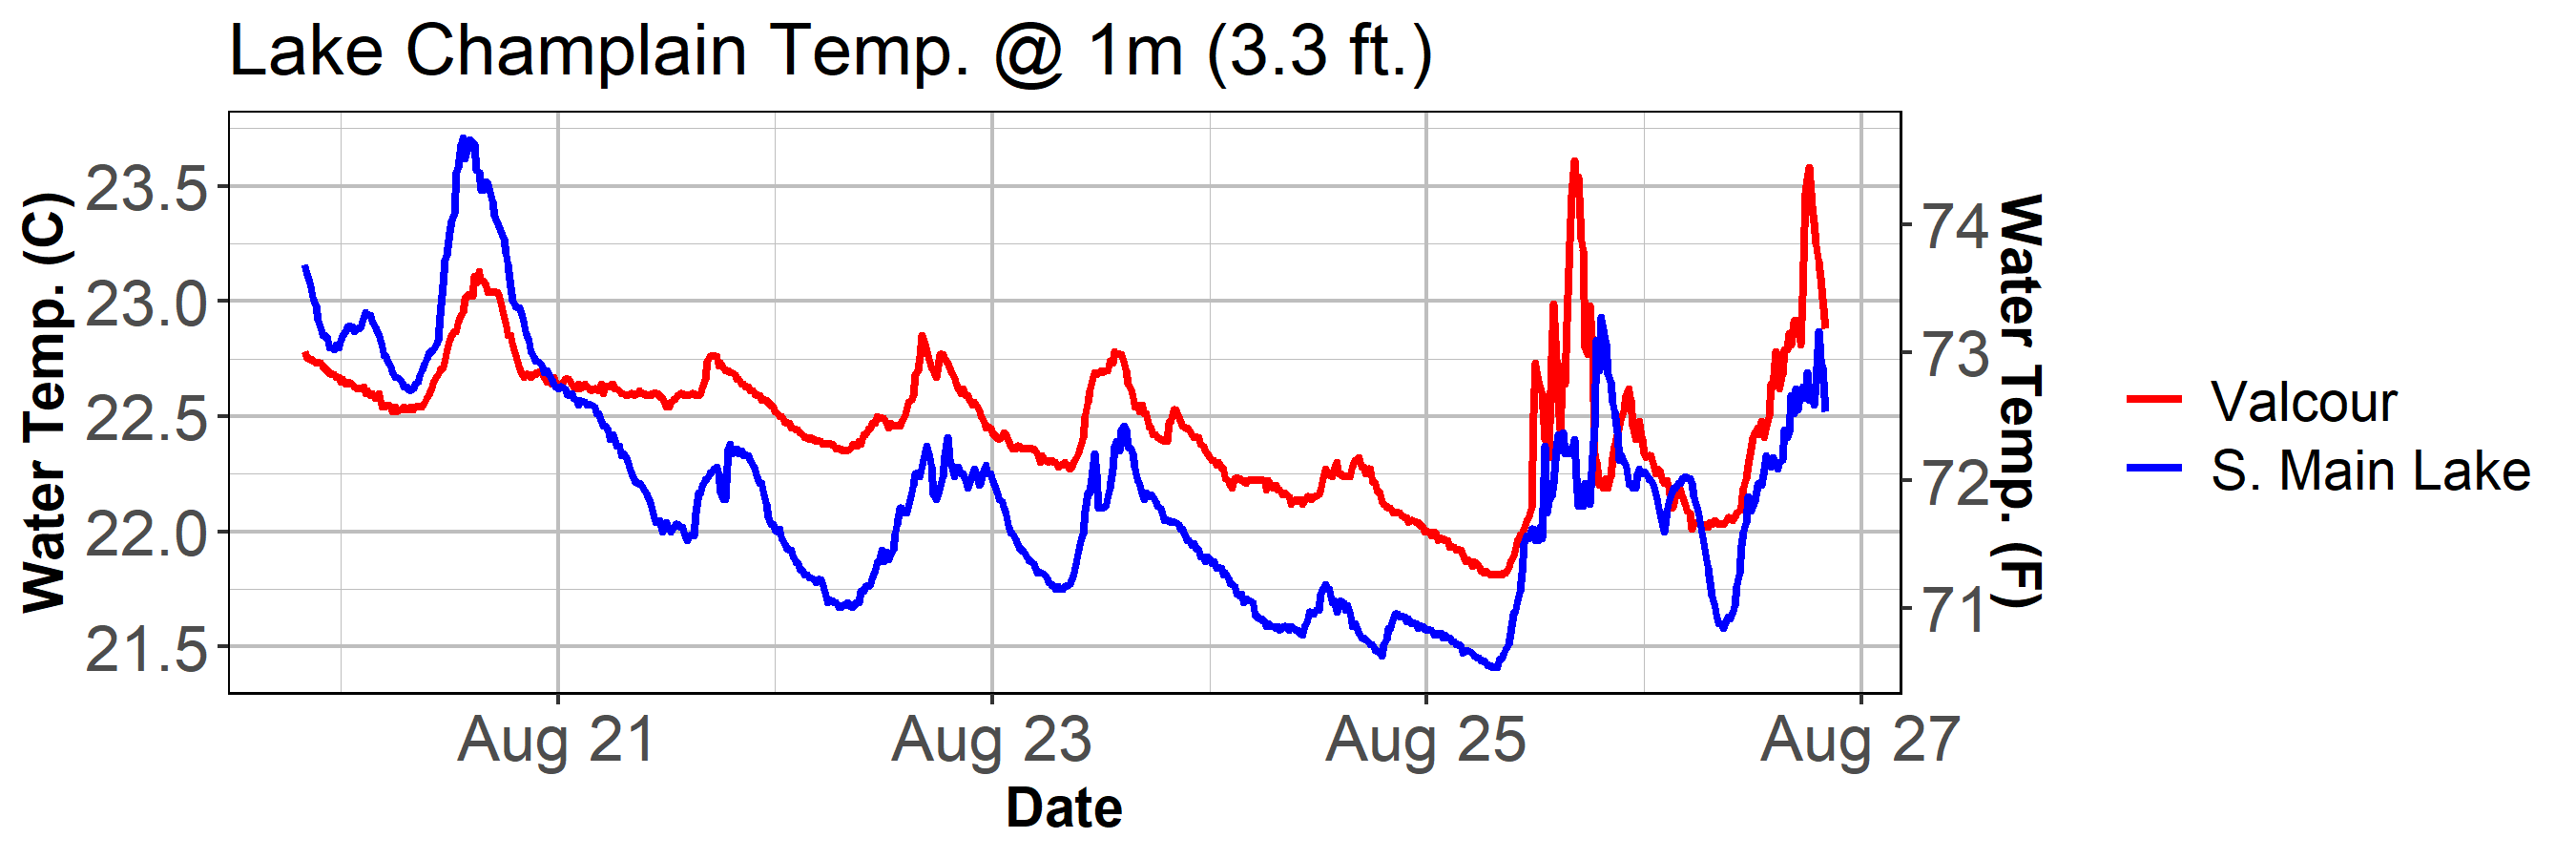 Lake Champlain Temp. @ 1m (3.3 ft.)
Water Temp. (C)
23.5
23.0
22.5
22.0
21.5
74
73
72
71
Water Temp. (F)
Aug 21
Aug 23
Aug 25
Aug 27
Date
Valcour
S. Main Lake